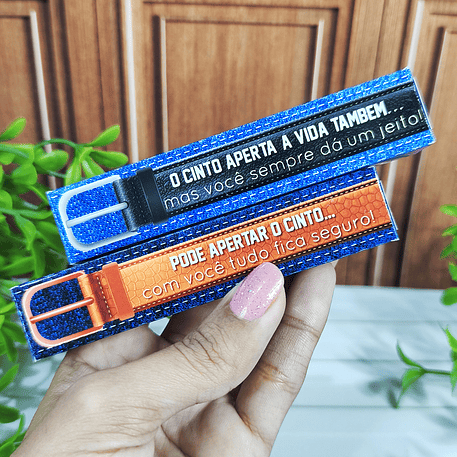 O CINTO APERTA A VIDA TAMBEM...
mas você sempre dá um jeito!
PODE APERTAR O CINTO...
com você tudo fica seguro!